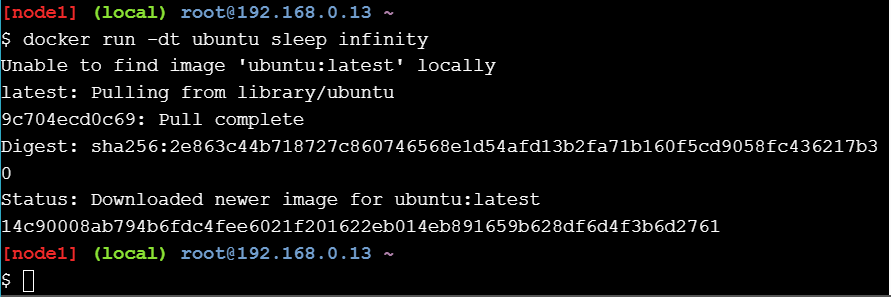 [node1] (local) root@192.168.0.13 ~
$ docker run -dt ubuntu sleep infinity
Unable to find image 'ubuntu:latest' locally
latest: Pulling from library/ubuntu
9c704ecd0c69: Pull complete
Digest: sha256:2e863c44b718727c860746568e1d54afd13b2fa71b160f5cd9058fc436217b3
0
Status: Downloaded newer image for ubuntu:latest
14c90008ab794b6fdc4fee6021f201622eb014eb891659b628df6d4f3b6d2761
[node1] (local) root@192.168.0.13 ~
$